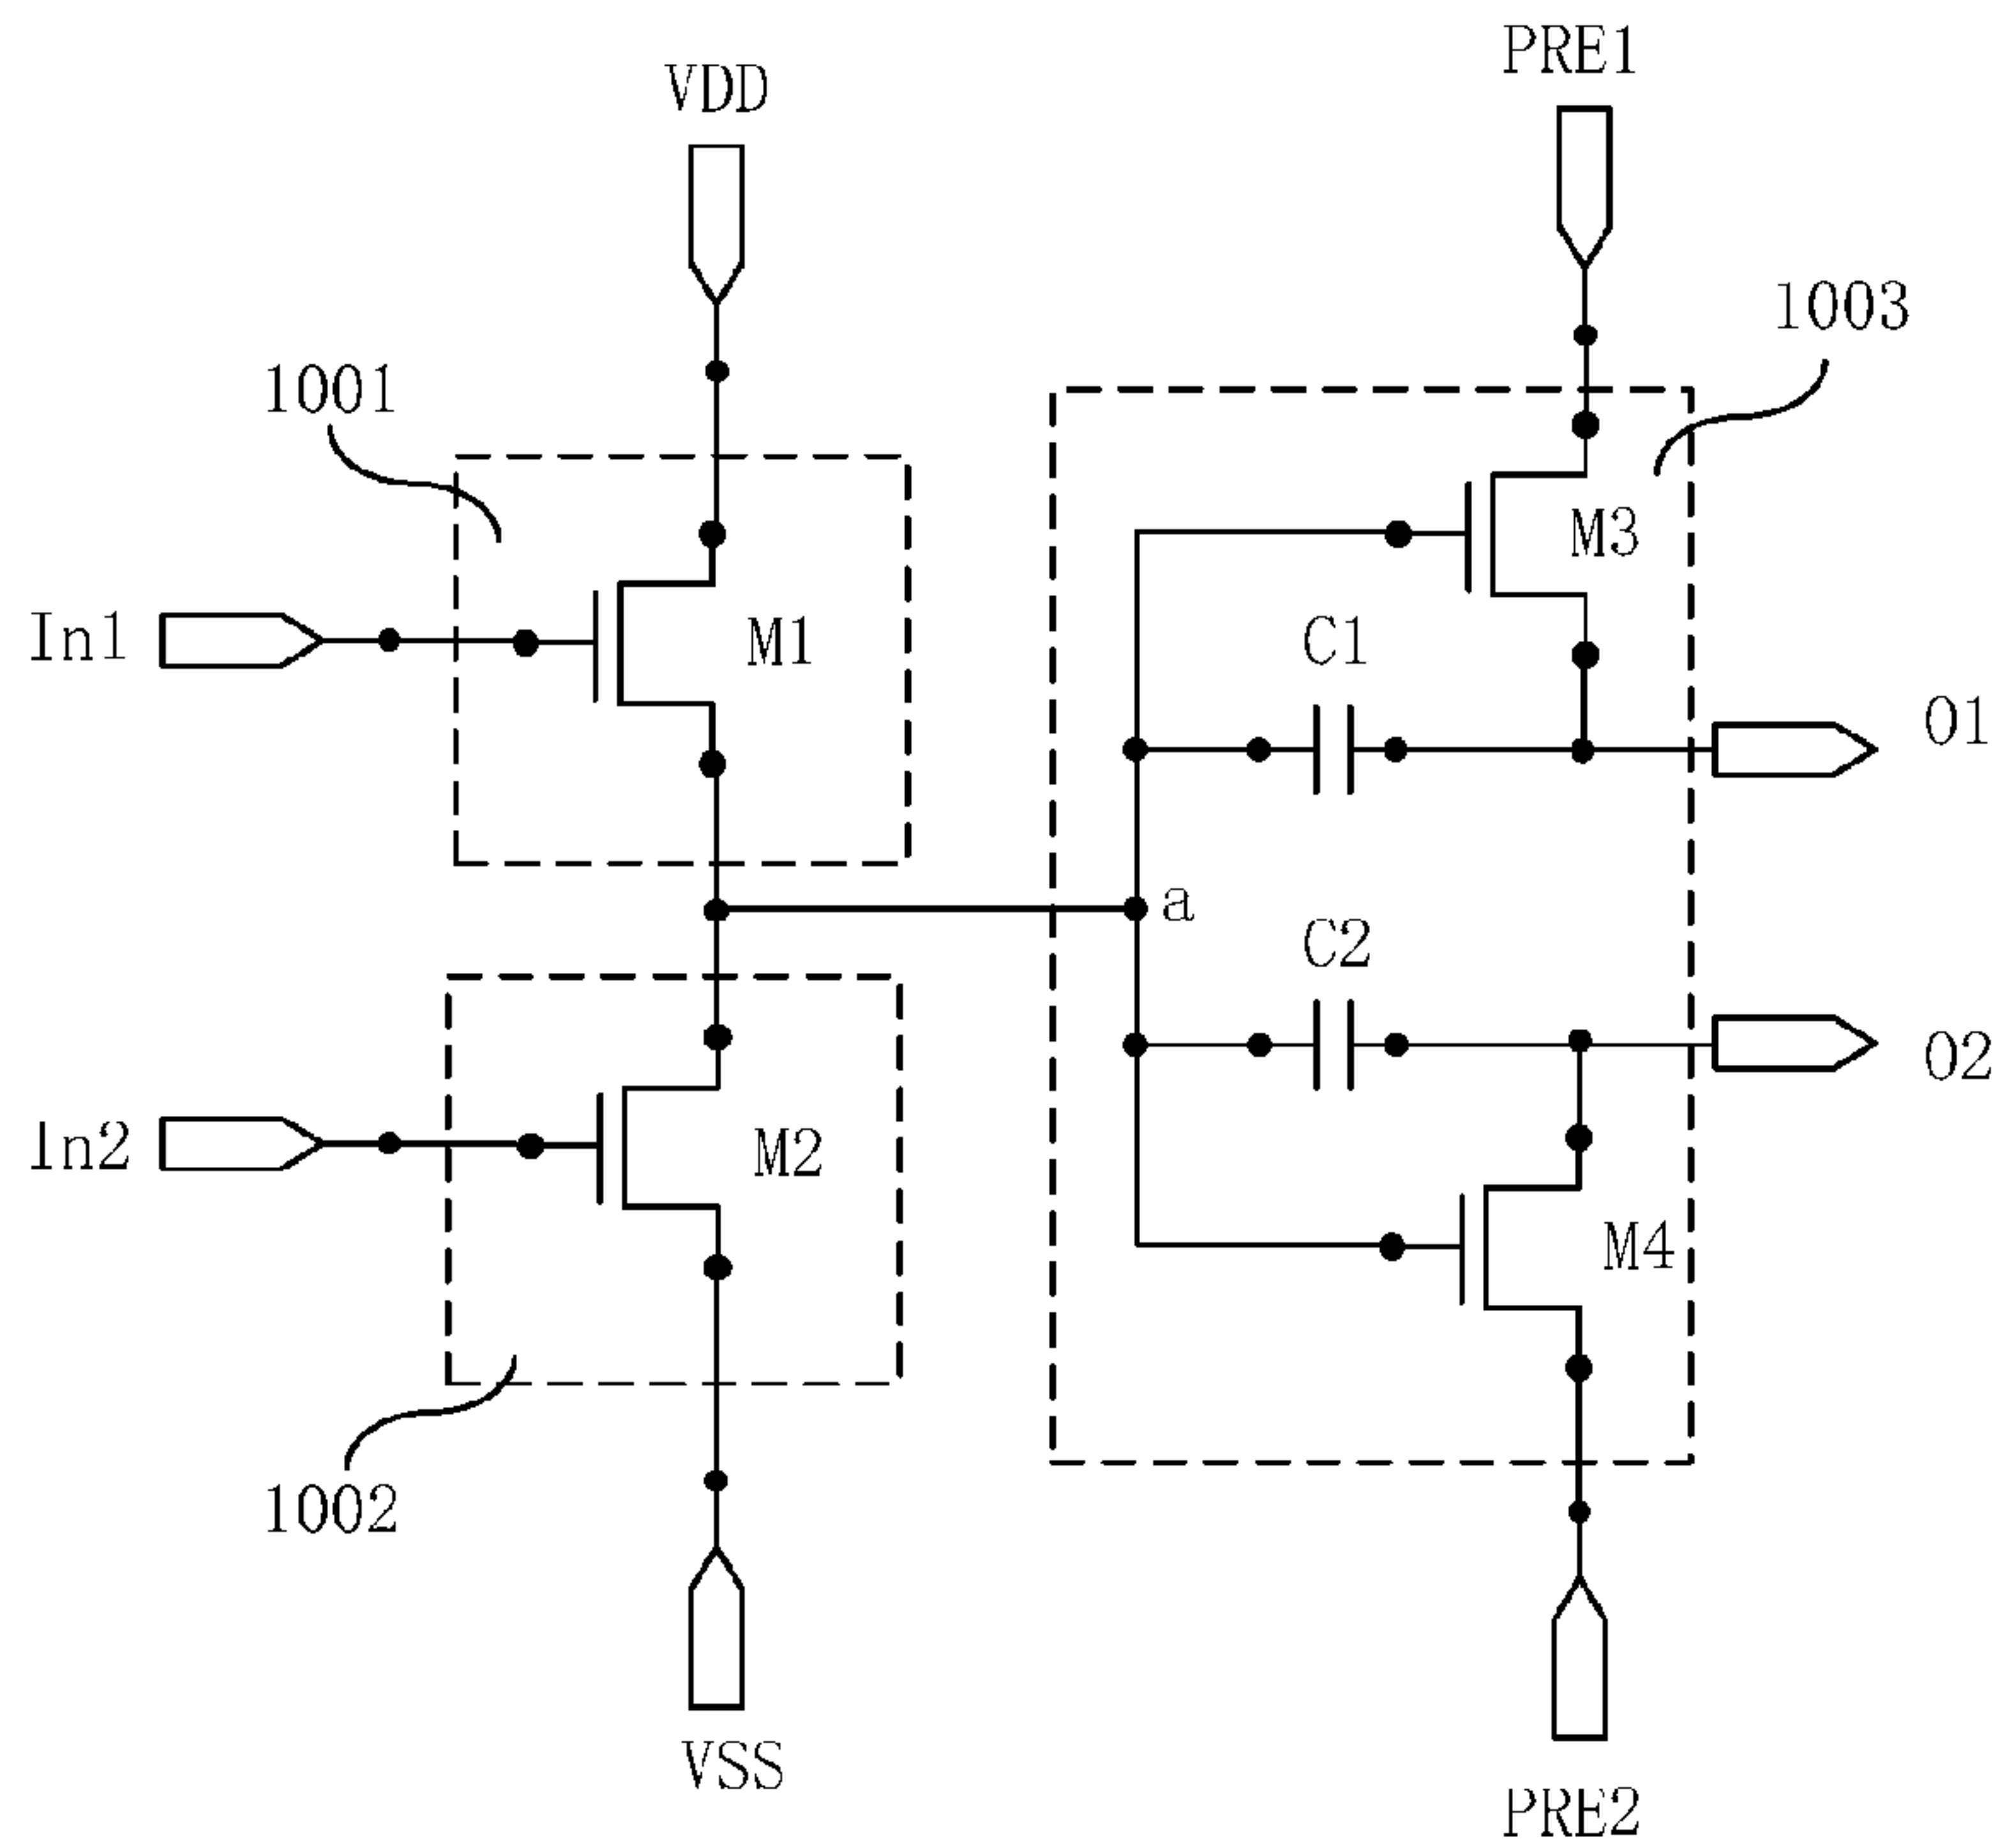 PRE1
VDD
1003
1001
M3
In1
M1
C1
O1
a
C2
O2
In2
M2
M4
1002
VSS
PRE2